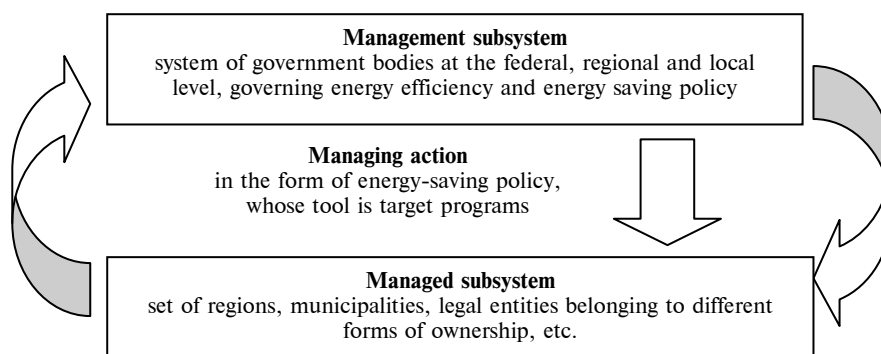 Management subsystem
system of government bodies at the federal, regional and local
level, governing energy efficiency and energy saving policy
Managing action
in the form of energy-saving policy,
whose tool is target programs
Managed subsystem
set of regions, municipalities, legal entities belonging to different
forms of ownership, etc.